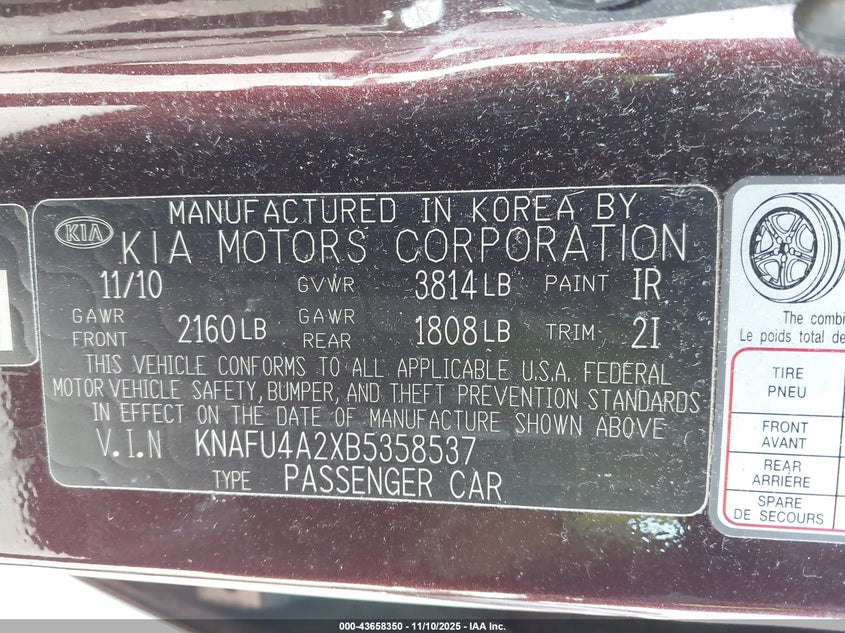 MANUFACTURED IN KOREA BY
KIA
KIA MOTORS CORPORATION
11/10 GVWR 3814 LB PAINT IR
GAWR FRONT 2160 LB GAWR REAR 1808 LB TRIM 2I
THIS VEHICLE CONFORMS TO ALL APPLICABLE U.S.A. FEDERAL
MOTOR VEHICLE SAFETY, BUMPER, AND THEFT PREVENTION STANDARDS
IN EFFECT ON THE DATE OF MANUFACTURE SHOWN ABOVE
V.I.N KNAFU4A2XB5358537
TYPE PASSENGER CAR
The combi
Le poids total de
TIRE
PNEU
FRONT
AVANT
REAR
ARRIÈRE
SPARE
DE SECOURS
000-43658350 — 11/10/2025 - IAA Inc.